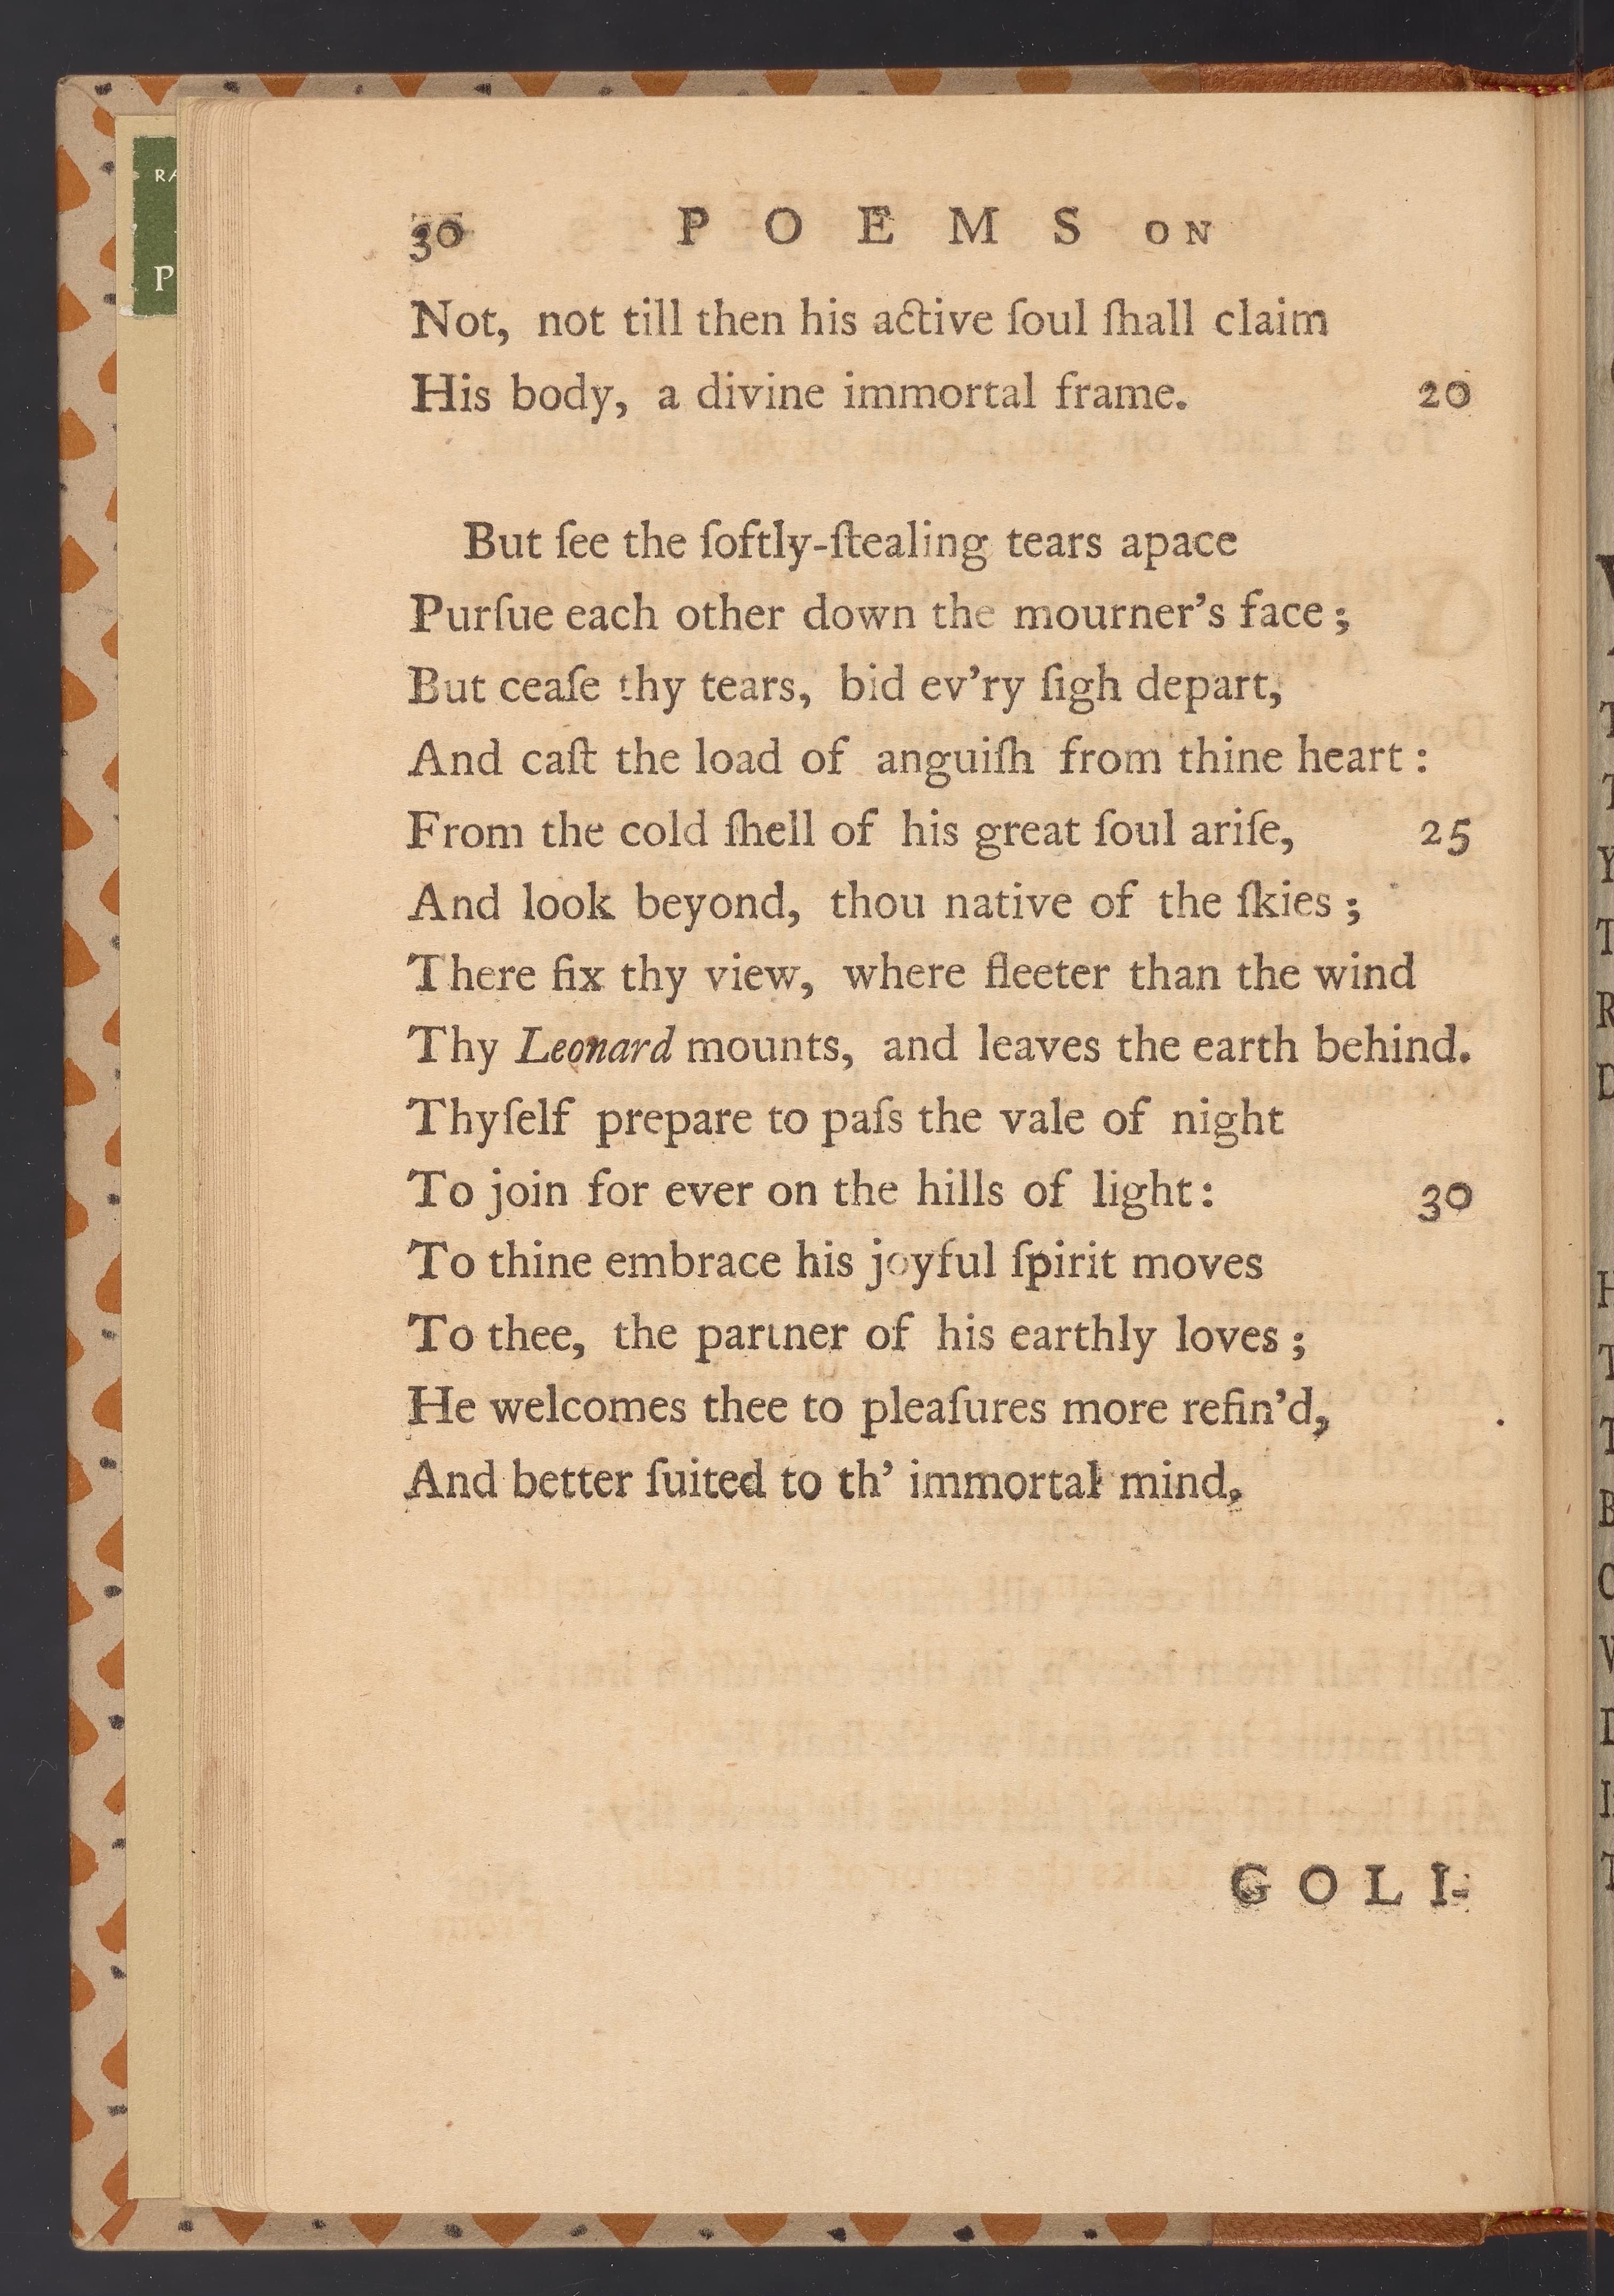 RA
P
30 POEMS ON
Not, not till then his active ſoul ſhall claim
His body, a divine immortal frame. 20
But ſee the ſoftly-ſtealing tears apace
Purſue each other down the mourner's face;
But ceaſe thy tears, bid ev'ry ſigh depart,
And caſt the load of anguiſh from thine heart:
From the cold ſhell of his great ſoul ariſe, 25
And look beyond, thou native of the ſkies;
There fix thy view, where fleeter than the wind
Thy Leonard mounts, and leaves the earth behind.
Thyſelf prepare to paſs the vale of night
To join for ever on the hills of light: 30
To thine embrace his joyful ſpirit moves
To thee, the partner of his earthly loves;
He welcomes thee to pleaſures more refin'd,
And better ſuited to th' immortal mind.
GOLI-